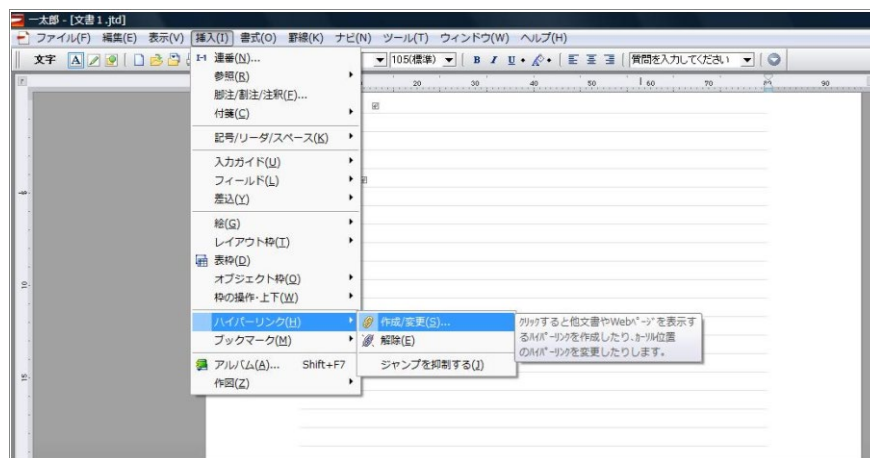 一太郎 - [文書1.jtd]
ファイル(F) 編集(E) 表示(V) 挿入(I) 書式(O) 罫線(K) ナビ(N) ツール(T) ウィンドウ(W) ヘルプ(H)
文字 A 10.5(標準) B I U 質問を入力してください
連番(N)...
参照(R)
脚注/割注/注釈(F)...
付箋(C)
記号/リーダ/スペース(K)
入力ガイド(U)
フィールド(L)
差込(Y)
絵(G)
レイアウト枠(T)
表枠(D)
オブジェクト枠(O)
枠の操作・上下(W)
ハイパーリンク(H)
ブックマーク(M)
アルバム(A)... Shift+F7
作図(Z)
作成/変更(S)...
解除(E)
ジャンプを抑制する(J)
クリックすると他文書やWebページを表示す
るハイパーリンクを作成したり、カーソル位置
のハイパーリンクを変更したりします。
20 30 40 50 60 70 80 90